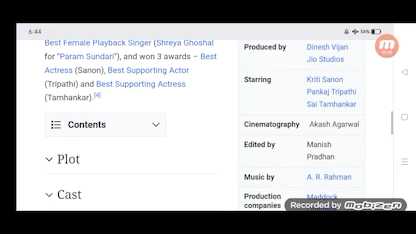 6:44
34%
Best Female Playback Singer (Shreya Ghoshal
for "Param Sundari"), and won 3 awards – Best
Actress (Sanon), Best Supporting Actor
(Tripathi) and Best Supporting Actress
(Tamhankar).[4]
Contents
Plot
Cast
Produced by Dinesh Vijan
Jio Studios
Starring Kriti Sanon
Pankaj Tripathi
Sai Tamhankar
Cinematography Akash Agarwal
Edited by Manish
Pradhan
Music by A. R. Rahman
Production Maddock
companies
Recorded by Mobizen